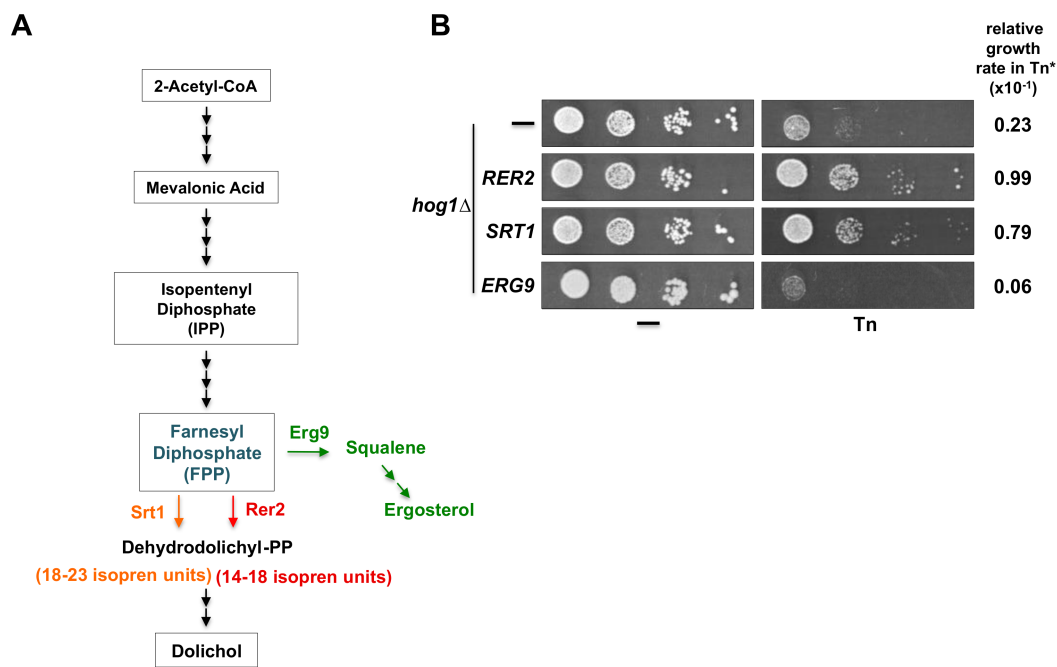 A
2-Acetyl-CoA
Mevalonic Acid
Isopentenyl
Diphosphate
(IPP)
Farnesyl
Diphosphate
(FPP)
Erg9
Squalene
Ergosterol
Srt1
Rer2
Dehydrodolichyl-PP
(18-23 isopren units)
(14-18 isopren units)
Dolichol
B
relative
growth
rate in Tn*
(x10-1)
hog1Δ
—
0.23
RER2
0.99
SRT1
0.79
ERG9
0.06
—
Tn